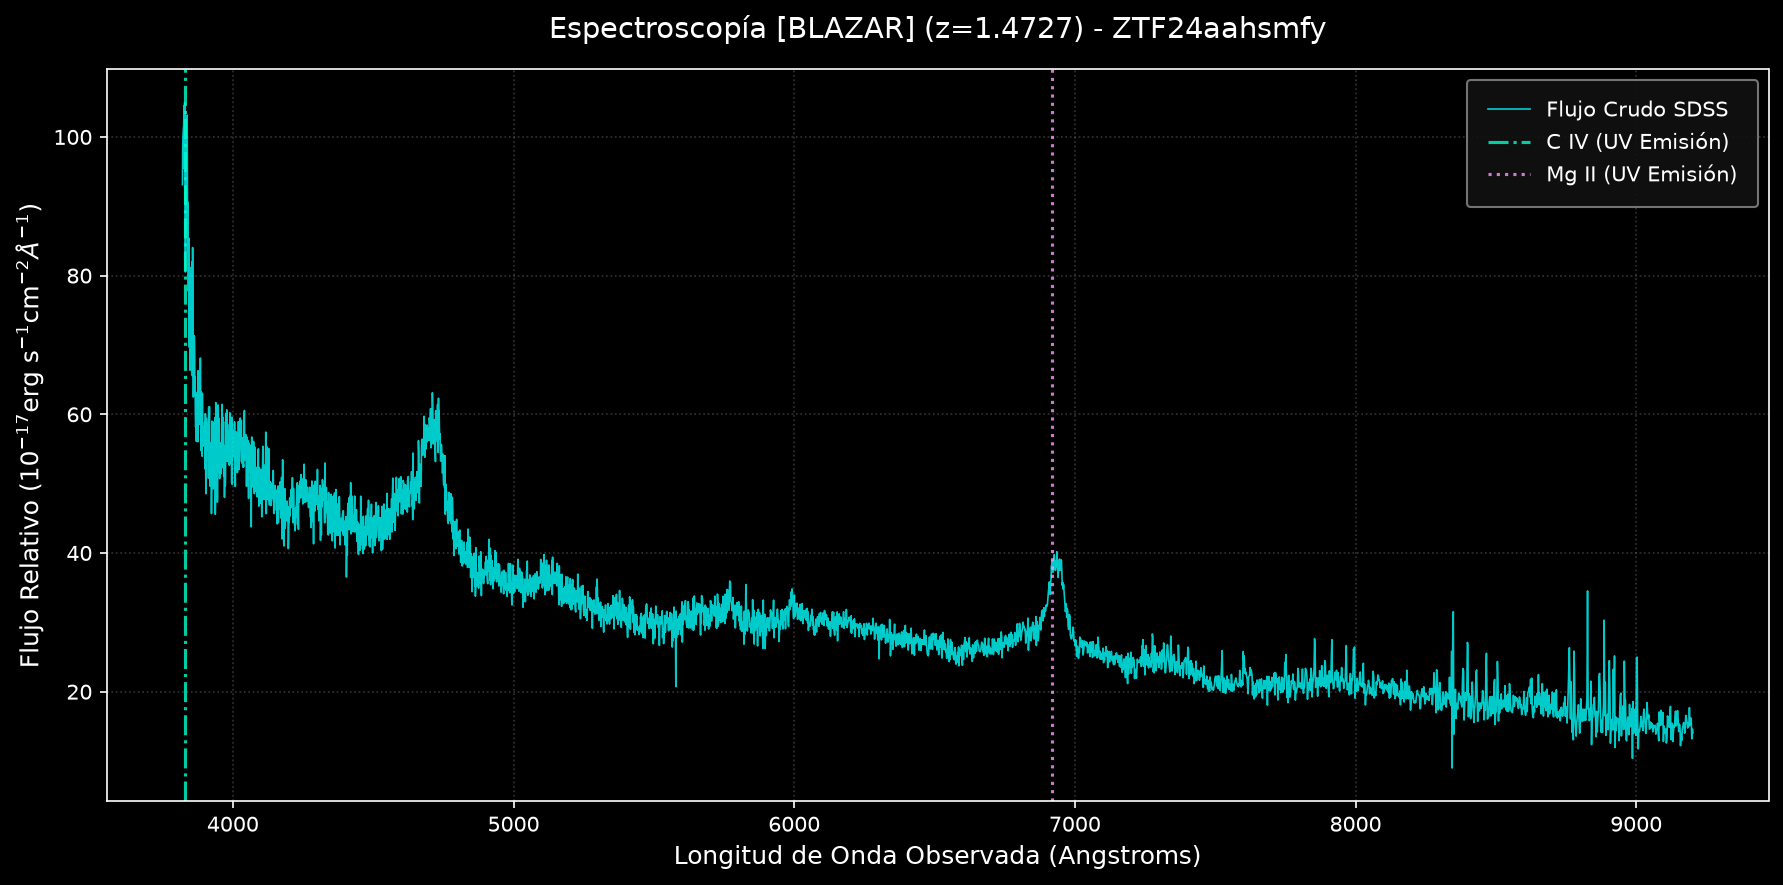 Espectroscopía [BLAZAR] (z=1.4727) - ZTF24aahsmfy
Flujo Relativo (10⁻¹⁷erg s⁻¹cm⁻²Å⁻¹)
100
80
60
40
20
Flujo Crudo SDSS
C IV (UV Emisión)
Mg II (UV Emisión)
4000 5000 6000 7000 8000 9000
Longitud de Onda Observada (Angstroms)